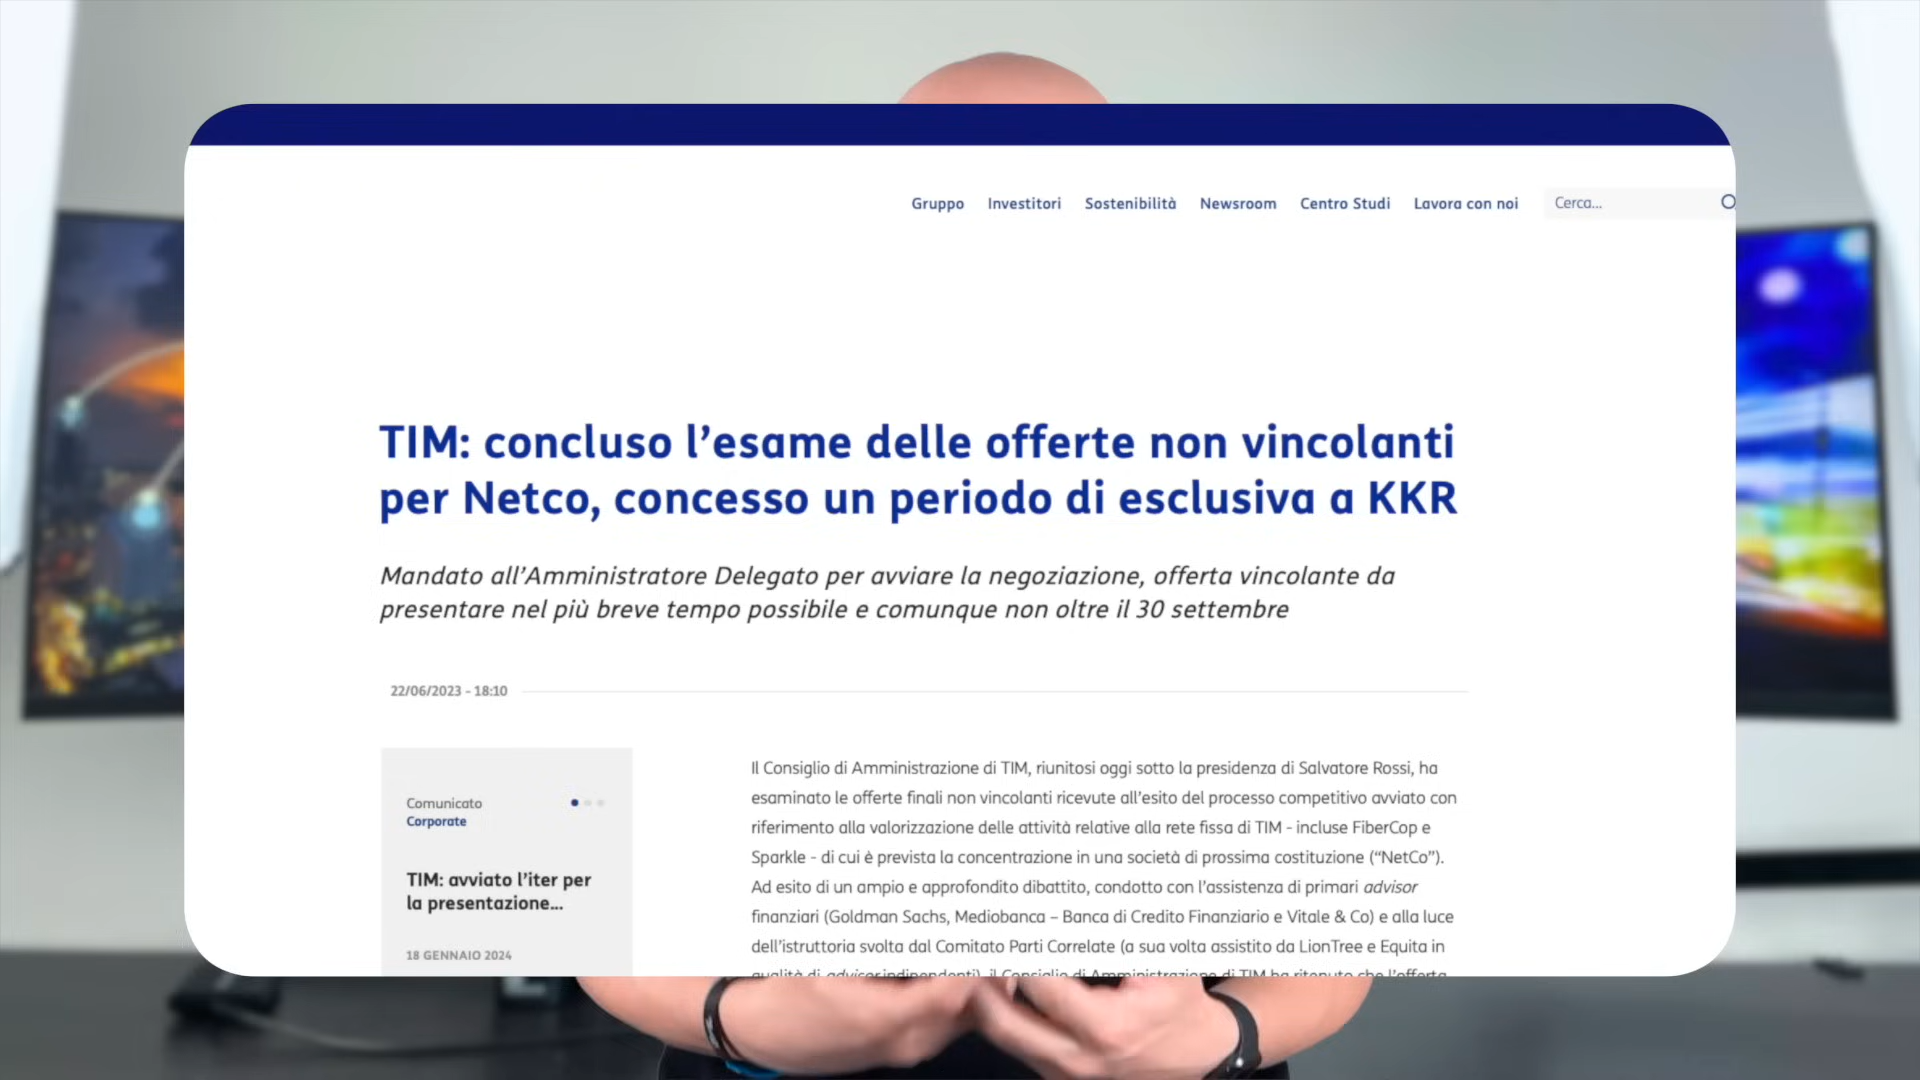 Gruppo Investitori Sostenibilità Newsroom Centro Studi Lavora con noi Cerca...
TIM: concluso l’esame delle offerte non vincolanti
per Netco, concesso un periodo di esclusiva a KKR
Mandato all’Amministratore Delegato per avviare la negoziazione, offerta vincolante da
presentare nel più breve tempo possibile e comunque non oltre il 30 settembre
22/06/2023 - 18:10
Comunicato
Corporate
TIM: avviato l’iter per
la presentazione...
18 GENNAIO 2024
Il Consiglio di Amministrazione di TIM, riunitosi oggi sotto la presidenza di Salvatore Rossi, ha
esaminato le offerte finali non vincolanti ricevute all’esito del processo competitivo avviato con
riferimento alla valorizzazione delle attività relative alla rete fissa di TIM - incluse FiberCop e
Sparkle - di cui è prevista la concentrazione in una società di prossima costituzione (“NetCo”).
Ad esito di un ampio e approfondito dibattito, condotto con l’assistenza di primari advisor
finanziari (Goldman Sachs, Mediobanca – Banca di Credito Finanziario e Vitale & Co) e alla luce
dell’istruttoria svolta dal Comitato Parti Correlate (a sua volta assistito da LionTree e Equita in
qualità di advisor indipendenti), il Consiglio di Amministrazione di TIM ha ritenuto che l’offerta